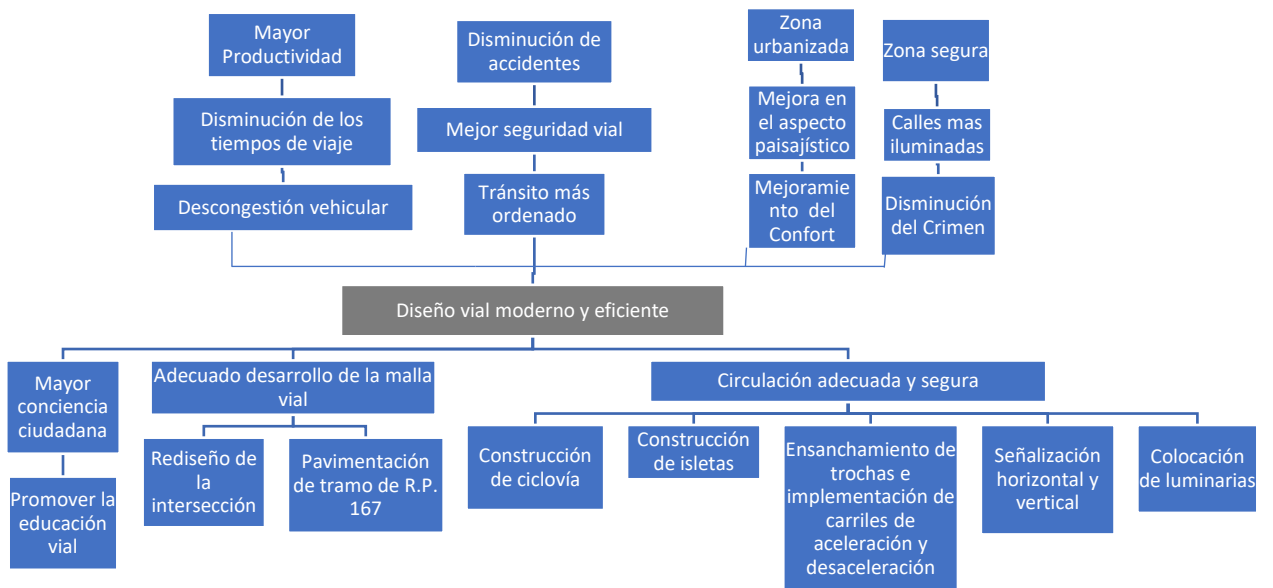 Mayor
Productividad
Disminución de
accidentes
Zona
urbanizada
Zona segura
Disminución de los
tiempos de viaje
Mejor seguridad vial
Mejora en
el aspecto
paisajístico
Calles mas
iluminadas
Descongestión vehicular
Tránsito más
ordenado
Mejoramie
nto del
Confort
Disminución
del Crimen
Diseño vial moderno y eficiente
Mayor
conciencia
ciudadana
Adecuado desarrollo de la malla
vial
Circulación adecuada y segura
Promover la
educación
vial
Rediseño de
la
intersección
Pavimentación
de tramo de R.P.
167
Construcción
de ciclovía
Construcción
de isletas
Ensanchamiento de
trochas e
implementación de
carriles de
aceleración y
desaceleración
Señalización
horizontal y
vertical
Colocación
de luminarias